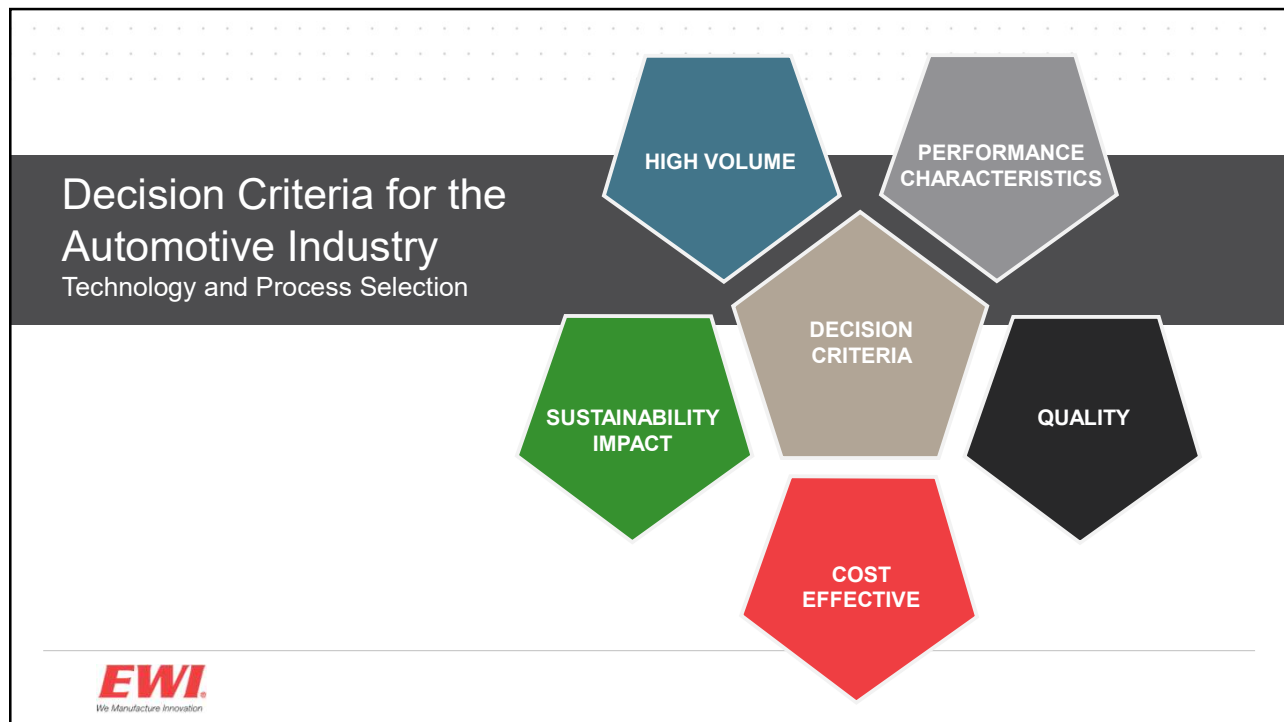 Decision Criteria for the
Automotive Industry
Technology and Process Selection
HIGH VOLUME
PERFORMANCE
CHARACTERISTICS
DECISION
CRITERIA
SUSTAINABILITY
IMPACT
QUALITY
COST
EFFECTIVE
EWI®
We Manufacture Innovation